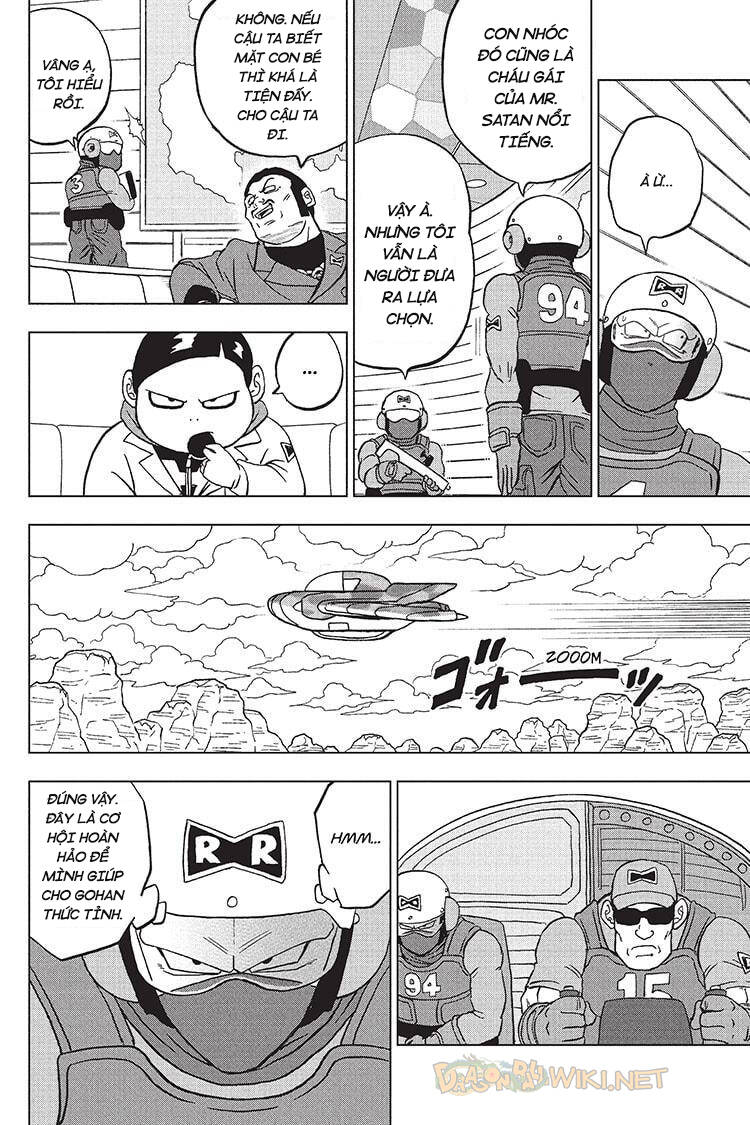 À Ừ...
CON NHÓC
ĐÓ CŨNG LÀ
CHÁU GÁI
CỦA MR.
SATAN NỔI
TIẾNG.
94
VẬY À.
NHƯNG TÔI
VẪN LÀ
NGƯỜI ĐƯA
RA LỰA
CHỌN.
KHÔNG. NẾU
CẬU TA BIẾT
MẶT CON BÉ
THÌ KHÁ LÀ
TIỆN ĐẤY.
CHO CẬU TA
ĐI.
VÂNG Ạ,
TÔI HIỂU
RỒI.
...
ゴォーーッ
ZOOOM
15
94
HMM...
RR
ĐÚNG VẬY.
ĐÂY LÀ CƠ
HỘI HOÀN
HẢO ĐỂ
MÌNH GIÚP
CHO GOHAN
THỨC TỈNH.
DRAGON BALL WIKI.NET